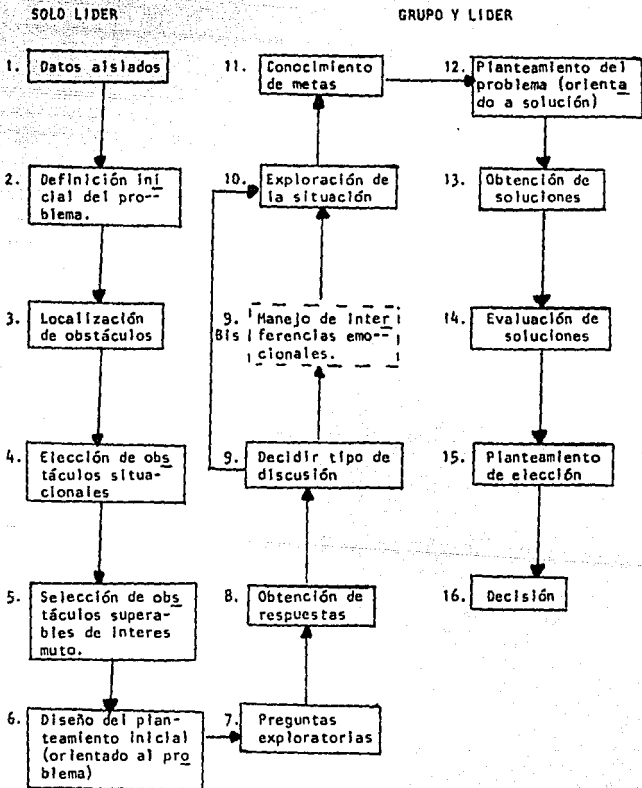 SOLO LIDER
GRUPO Y LIDER
1. Datos aislados
2. Definición ini
cial del pro--
blema.
3. Localización
de obstáculos
4. Elección de obs
táculos situa-
cionales
5. Selección de obs
táculos supera-
bles de interes
muto.
6. Diseño del plan-
teamiento inicial
(orientado al pro
blema)
7. Preguntas
exploratorias
8. Obtención de
respuestas
9. Decidir tipo de
discusión
9. Manejo de inter
Bis ferencias emo--
cionales.
10. Exploración de
la situación
11. Conocimiento
de metas
12. Planteamiento del
problema (orienta
do a solución)
13. Obtención de
soluciones
14. Evaluación de
soluciones
15. Planteamiento
de elección
16. Decisión